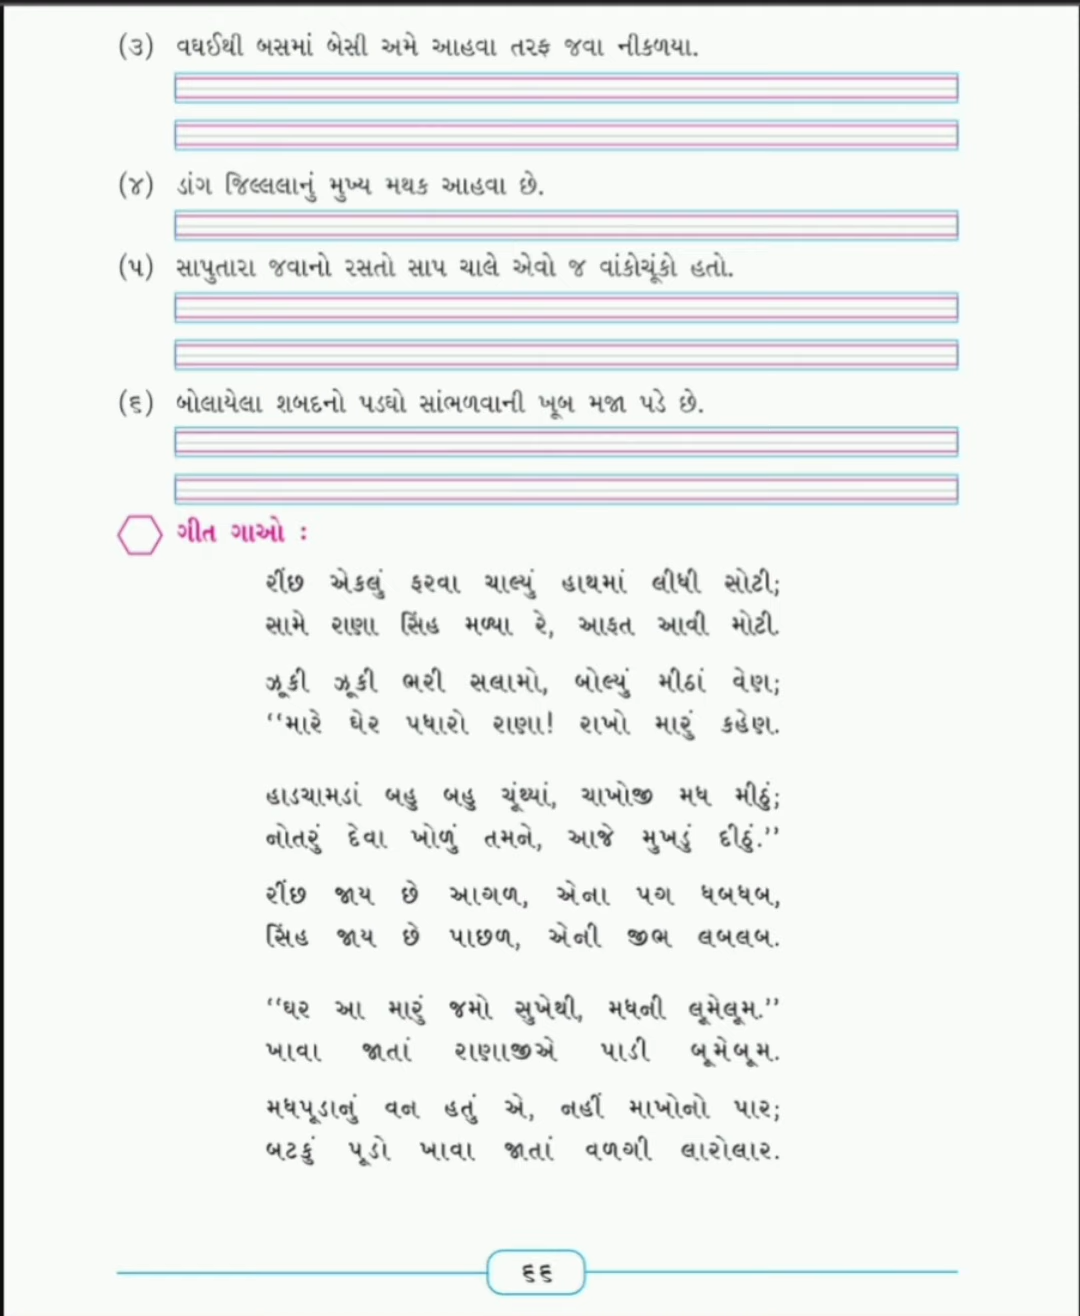 (૩) વઘઈથી બસમાં બેસી અમે આહવા તરફ જવા નીકળયા.
(૪) ડાંગ જિલ્લલાનું મુખ્ય મથક આહવા છે.
(૫) સાપુતારા જવાનો રસતો સાપ ચાલે એવો જ વાંકોચૂંકો હતો.
(૬) બોલાયેલા શબદનો પડઘો સાંભળવાની ખૂબ મજા પડે છે.
ગીત ગાઓ :
રીંછ એકલું ફરવા ચાલ્યું હાથમાં લીધી સોટી;
સામે રાણા સિંહ મળ્યા રે, આફત આવી મોટી.
ઝૂકી ઝૂકી ભરી સલામો, બોલ્યું મીઠાં વેણ;
“મારે ઘેર પધારો રાણા! રાખો મારું કહેણ.
હાડચામડાં બહુ બહુ ચૂંથ્યાં, ચાખોજી મધ મીઠું;
નોતરું દેવા ખોળું તમને, આજે મુખડું દીઠું.”
રીંછ જાય છે આગળ, એના પગ ધબધબ,
સિંહ જાય છે પાછળ, એની જીભ લબલબ.
“ઘર આ મારું જમો સુખેથી, મધની લૂમેલૂમ.”
ખાવા જાતાં રાણાજીએ પાડી બૂમેબૂમ.
મધપૂડાનું વન હતું એ, નહીં માખોનો પાર;
બટકું પૂડો ખાવા જાતાં વળગી લારોલાર.
૬૬